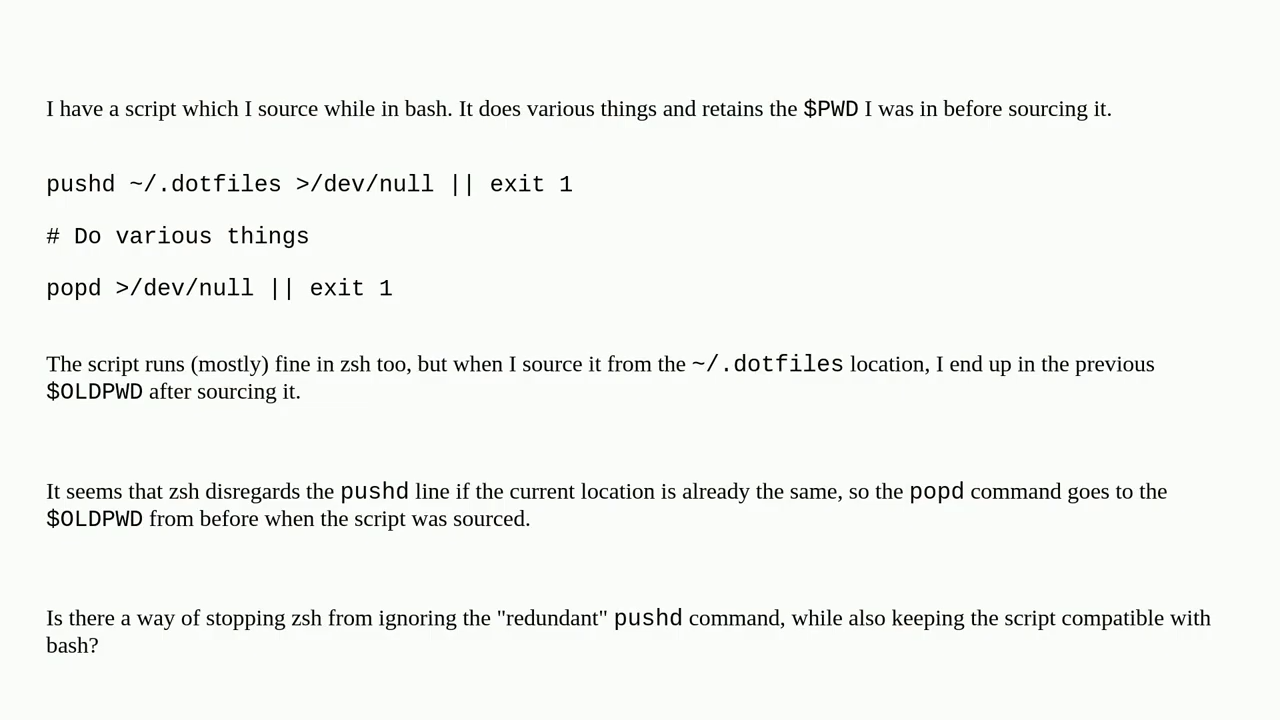 I have a script which I source while in bash. It does various things and retains the $PWD I was in before sourcing it.
pushd ~/.dotfiles >/dev/null || exit 1
# Do various things
popd >/dev/null || exit 1
The script runs (mostly) fine in zsh too, but when I source it from the ~/.dotfiles location, I end up in the previous
$OLDPWD after sourcing it.
It seems that zsh disregards the pushd line if the current location is already the same, so the popd command goes to the
$OLDPWD from before when the script was sourced.
Is there a way of stopping zsh from ignoring the "redundant" pushd command, while also keeping the script compatible with
bash?